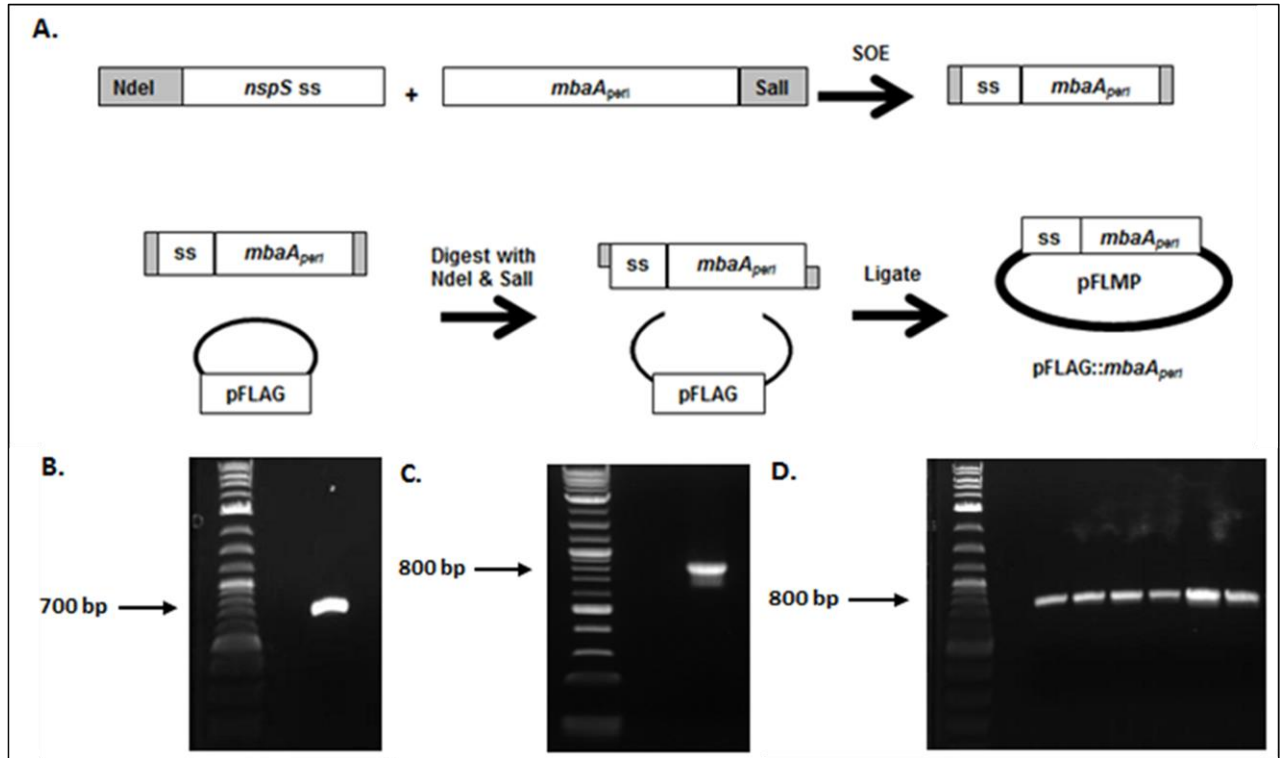 A.
NdeI
nspS ss
+
mbaAperi
SalI
SOE
ss
mbaAperi
ss
mbaAperi
pFLAG
Digest with
NdeI & SalI
ss
mbaAperi
pFLAG
Ligate
ss
mbaAperi
pFLMP
pFLAG::mbaAperi
B.
700 bp
C.
800 bp
D.
800 bp